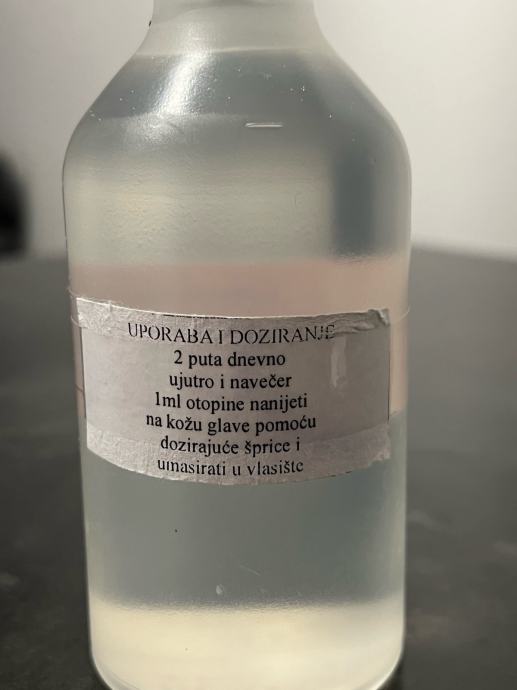 UPORABA I DOZIRANJE
2 puta dnevno
ujutro i navečer
1ml otopine nanijeti
na kožu glave pomoću
dozirajuće šprice i
umasirati u vlasište